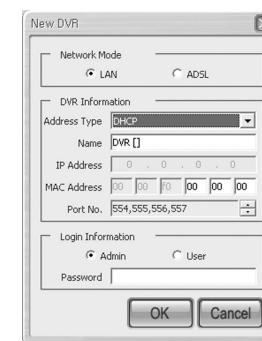 New DVR
Network Mode
LAN ADSL
DVR Information
Address Type DHCP
Name DVR []
IP Address 0 . 0 . 0 . 0
MAC Address 00 00 f0 00 00 00
Port No. 554,555,556,557
Login Information
Admin User
Password
OK Cancel